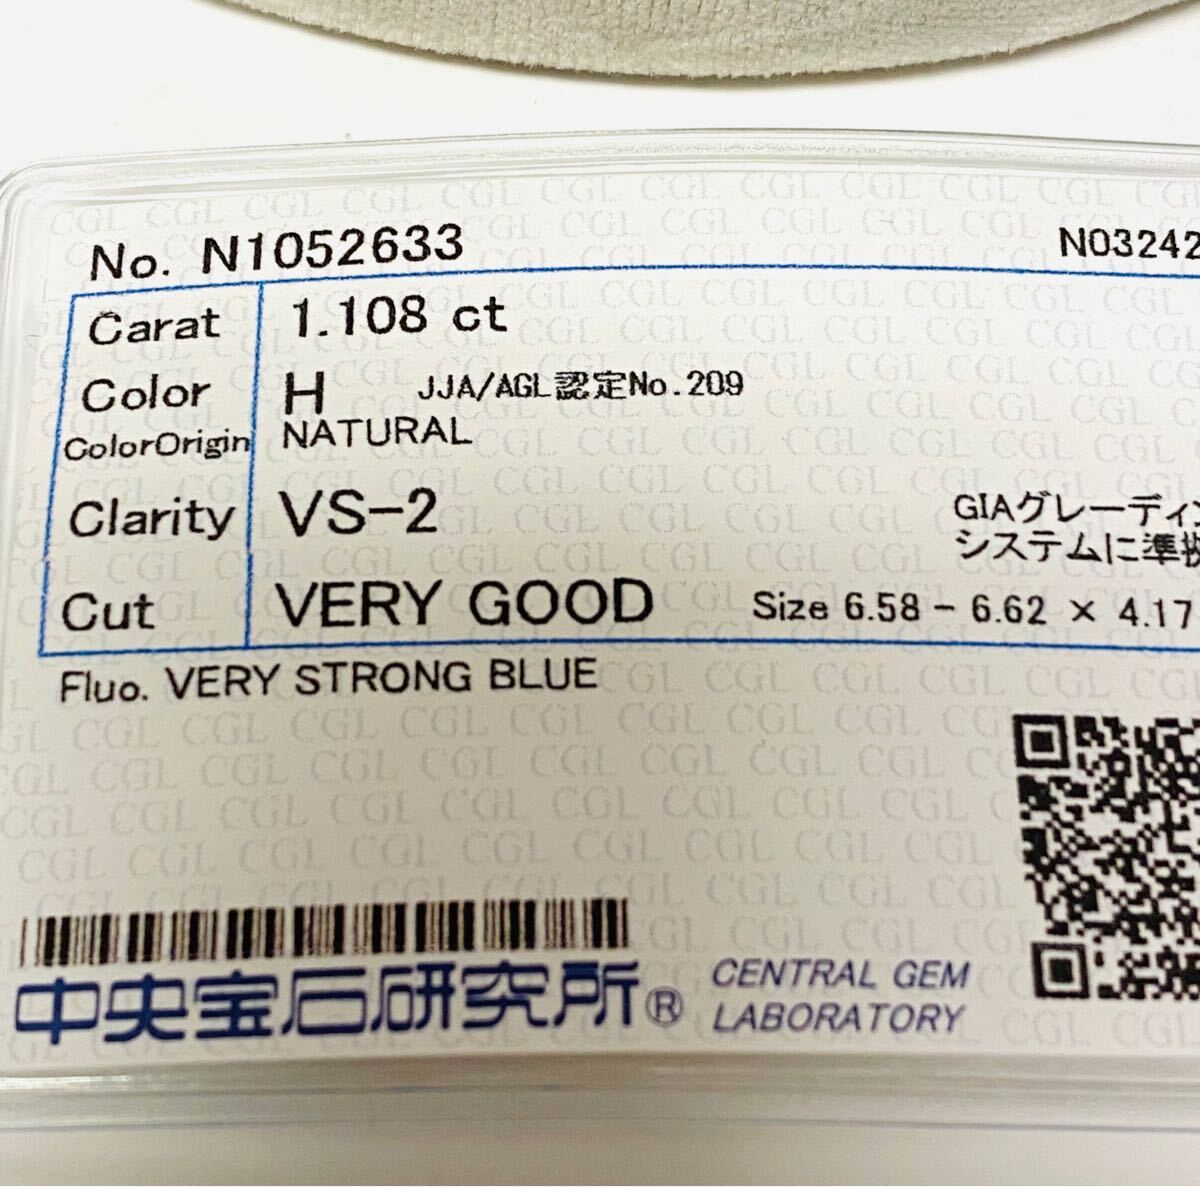 No. N1052633 N03242
Carat 1.108 ct
Color H JJA/AGL認定No.209
ColorOrigin NATURAL
Clarity VS-2
GIAグレーディン
システムに準拠
Cut VERY GOOD Size 6.58 - 6.62 × 4.17
Fluo. VERY STRONG BLUE
中央宝石研究所® CENTRAL GEM
LABORATORY